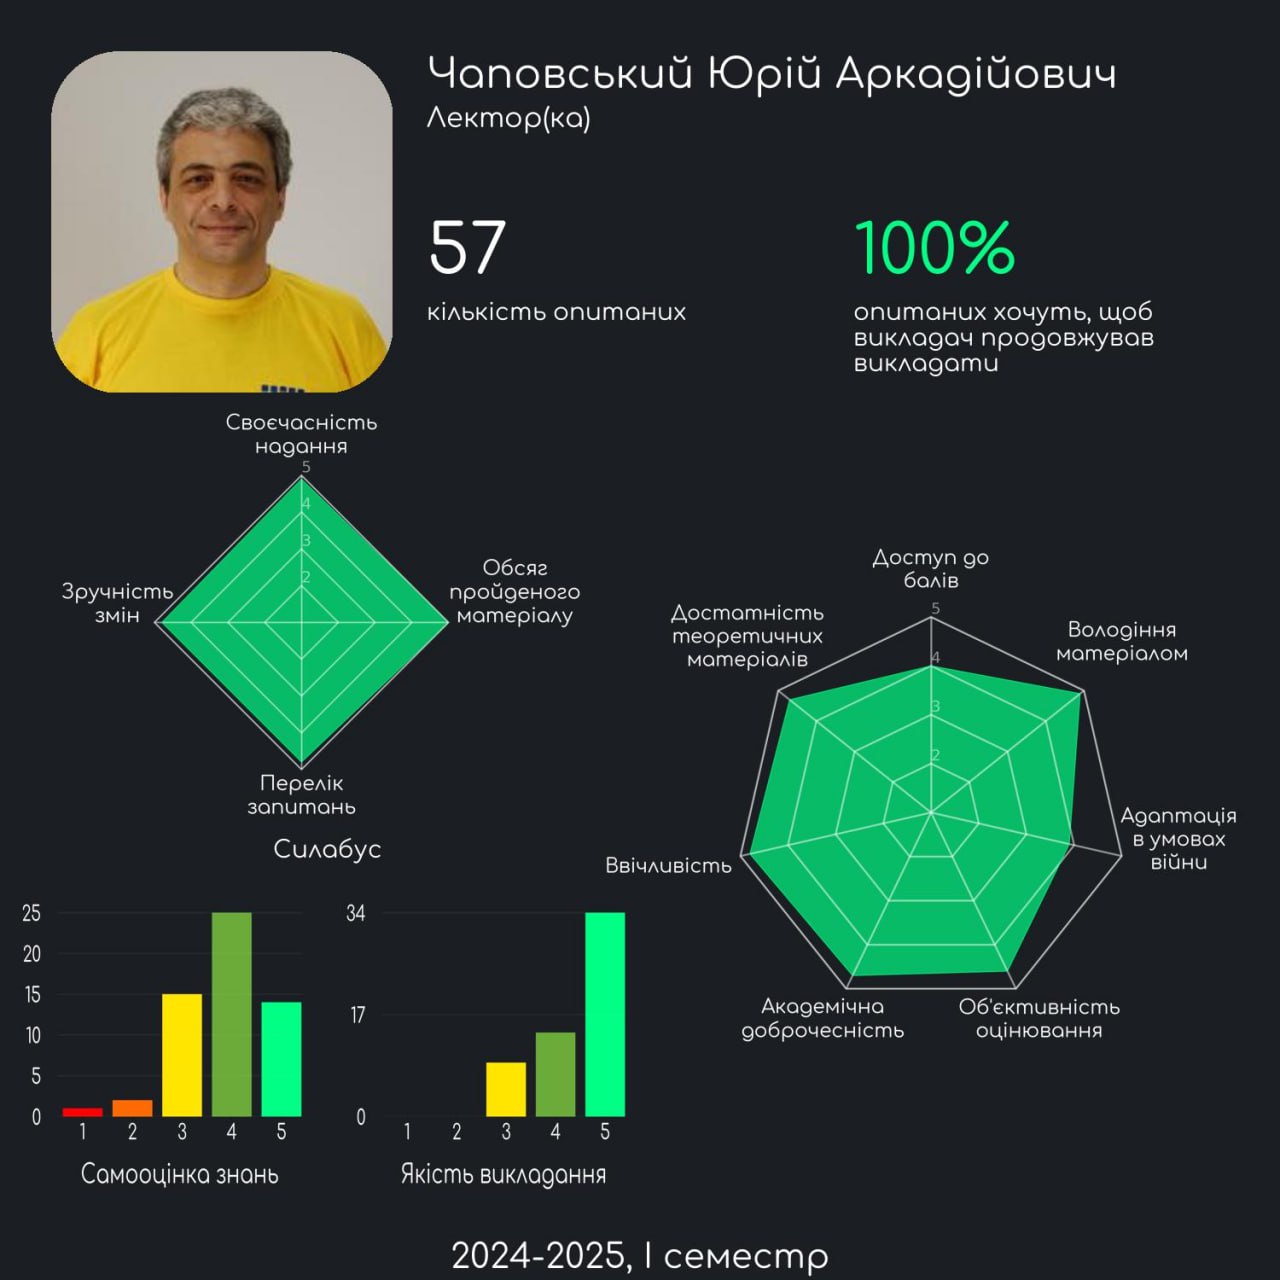 Чаповський Юрій Аркадійович
Лектор(ка)
57
кількість опитаних
100%
опитаних хочуть, щоб
викладач продовжував
викладати
Своєчасність
надання
5
4
3
2
Зручність
змін
Обсяг
пройденого
матеріалу
Перелік
запитань
Силабус
Доступ до
балів
5
4
3
2
Достатність
теоретичних
матеріалів
Володіння
матеріалом
Адаптація
в умовах
війни
Ввічливість
Академічна
доброчесність
Об'єктивність
оцінювання
25
20
15
10
5
0
1 2 3 4 5
Самооцінка знань
34
17
0
1 2 3 4 5
Якість викладання
2024-2025, I семестр